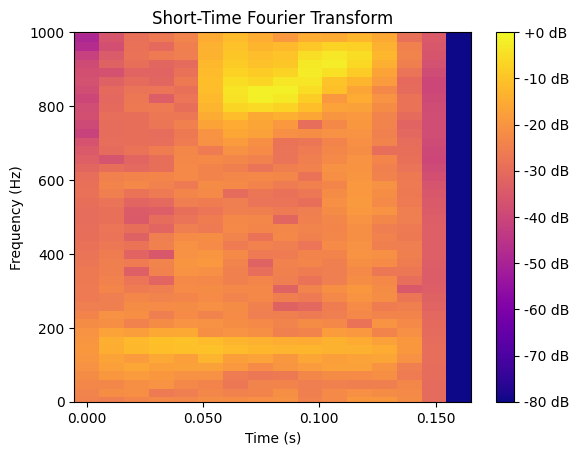 Short-Time Fourier Transform
1000
800
600
400
200
0
Frequency (Hz)
0.000
0.050
0.100
0.150
Time (s)
+0 dB
-10 dB
-20 dB
-30 dB
-40 dB
-50 dB
-60 dB
-70 dB
-80 dB